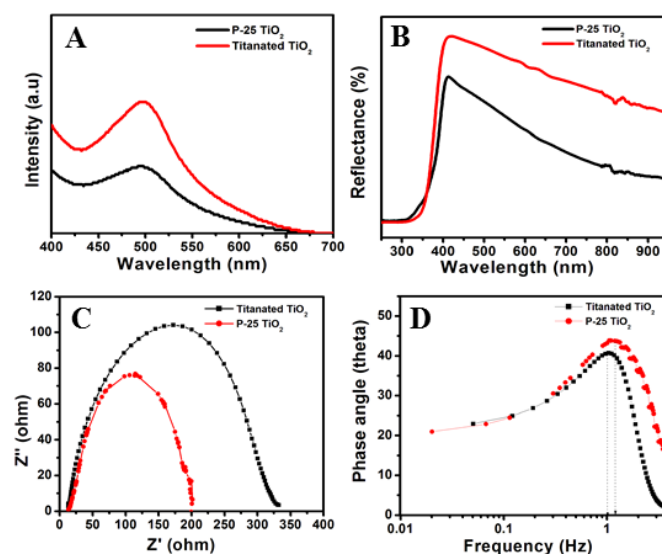 A
P-25 TiO2
Titanated TiO2
Intensity (a.u)
400 450 500 550 600 650 700
Wavelength (nm)
B
P-25 TiO2
Titanated TiO2
Reflectance (%)
300 400 500 600 700 800 900
Wavelength (nm)
C
Titanated TiO2
P-25 TiO2
Z'' (ohm)
120
100
80
60
40
20
0
0 50 100 150 200 250 300 350 400
Z' (ohm)
D
Titanated TiO2
P-25 TiO2
Phase angle (theta)
50
40
30
20
10
0
0.01 0.1 1
Frequency (Hz)